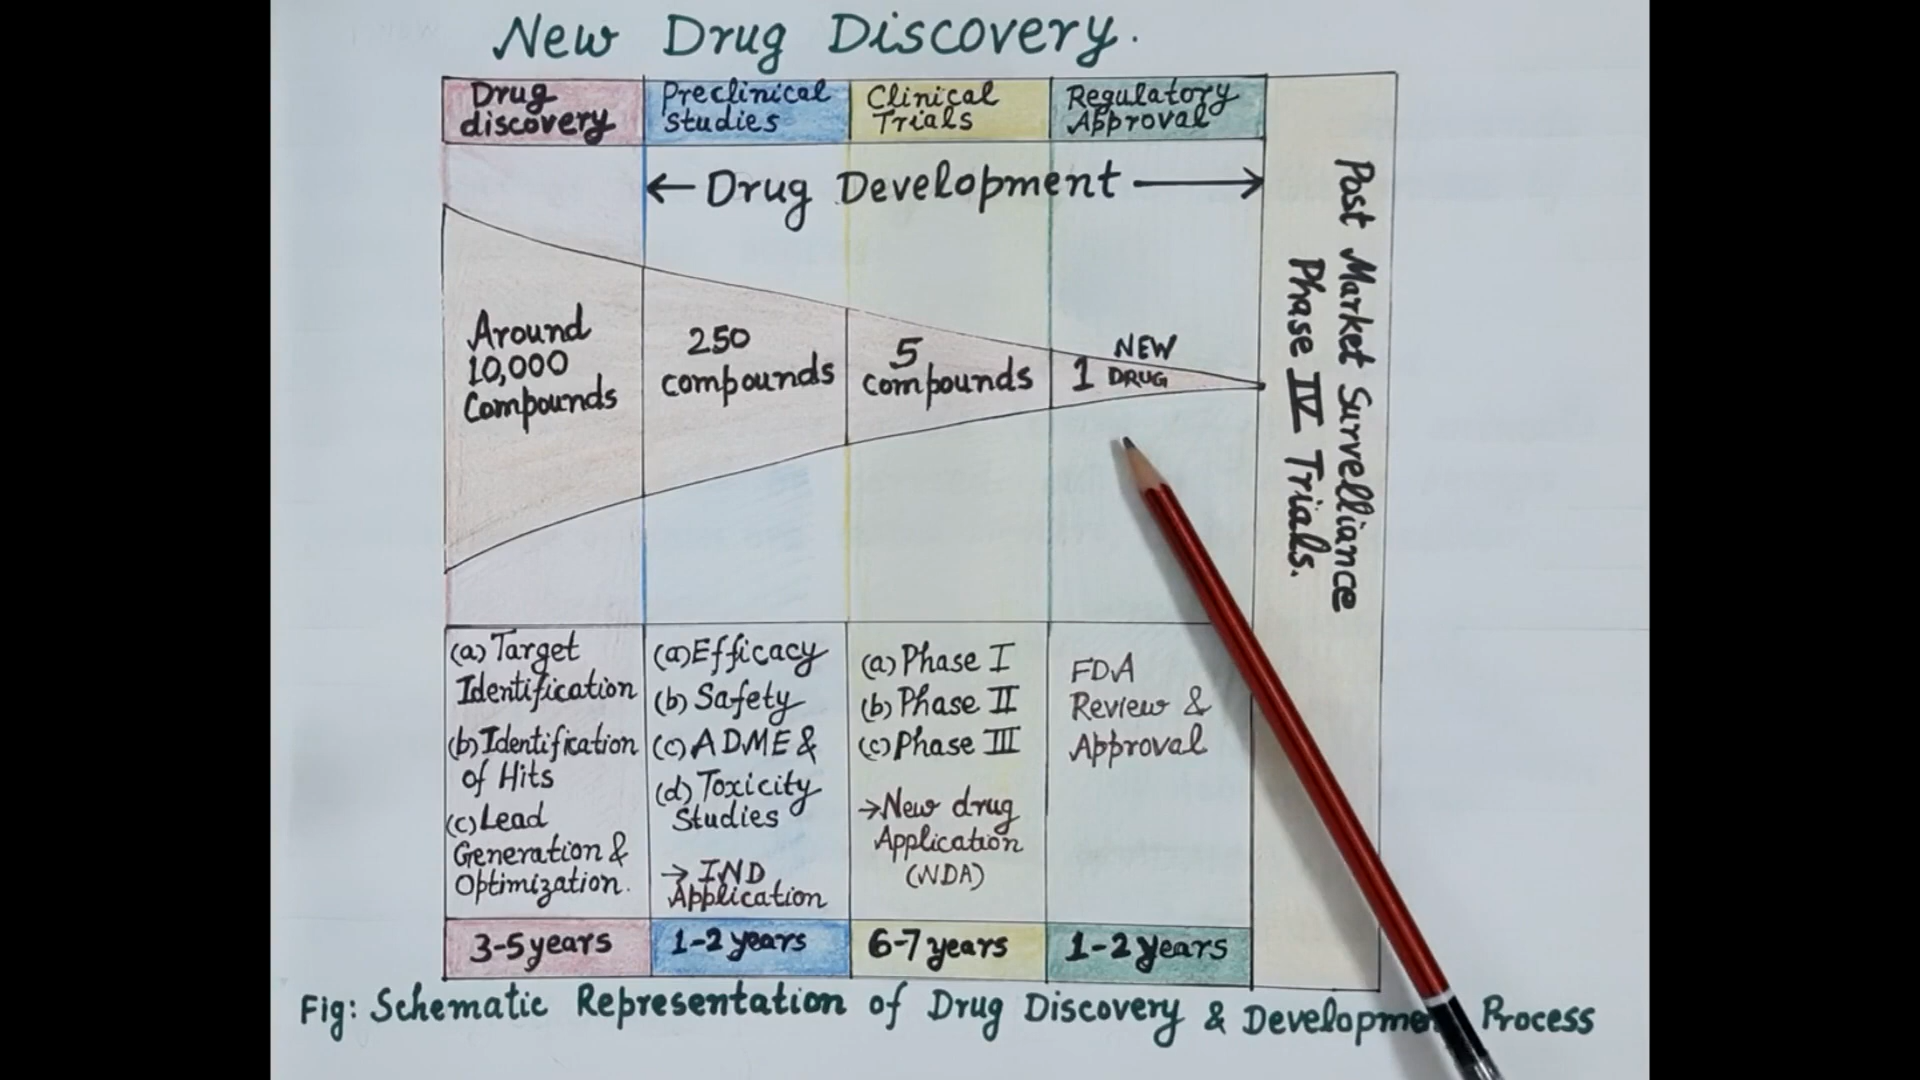 New Drug Discovery.
Drug
discovery
Preclinical
Studies
Clinical
Trials
Regulatory
Approval
← Drug Development →
Around
10,000
Compounds
250
compounds
5
compounds
NEW
1 DRUG
Post Market Survelliance
Phase IV Trials.
(a) Target
Identification
(b) Identification
of Hits
(c) Lead
Generation &
Optimization.
(a) Efficacy
(b) Safety
(c) ADME &
(d) Toxicity
Studies
→ IND
Application
(a) Phase I
(b) Phase II
(c) Phase III
→ New drug
Application
(NDA)
FDA
Review &
Approval
3-5 years
1-2 years
6-7 years
1-2 years
Fig: Schematic Representation of Drug Discovery & Development Process